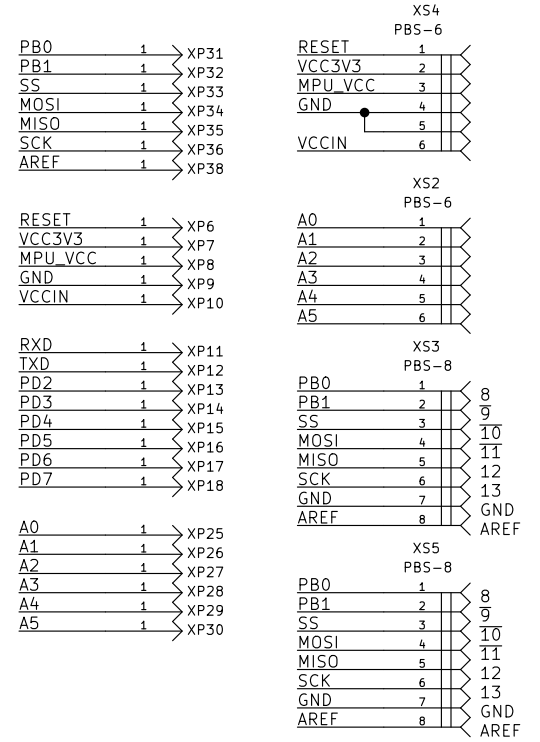 PB0 1 XP31
PB1 1 XP32
SS 1 XP33
MOSI 1 XP34
MISO 1 XP35
SCK 1 XP36
AREF 1 XP38
RESET 1 XP6
VCC3V3 1 XP7
MPU_VCC 1 XP8
GND 1 XP9
VCCIN 1 XP10
RXD 1 XP11
TXD 1 XP12
PD2 1 XP13
PD3 1 XP14
PD4 1 XP15
PD5 1 XP16
PD6 1 XP17
PD7 1 XP18
A0 1 XP25
A1 1 XP26
A2 1 XP27
A3 1 XP28
A4 1 XP29
A5 1 XP30
XS4
PBS-6
RESET 1
VCC3V3 2
MPU_VCC 3
GND 4
5
VCCIN 6
XS2
PBS-6
A0 1
A1 2
A2 3
A3 4
A4 5
A5 6
XS3
PBS-8
PB0 1 8
PB1 2 9
SS 3 10
MOSI 4 11
MISO 5 12
SCK 6 13
GND 7 GND
AREF 8 AREF
XS5
PBS-8
PB0 1 8
PB1 2 9
SS 3 10
MOSI 4 11
MISO 5 12
SCK 6 13
GND 7 GND
AREF 8 AREF